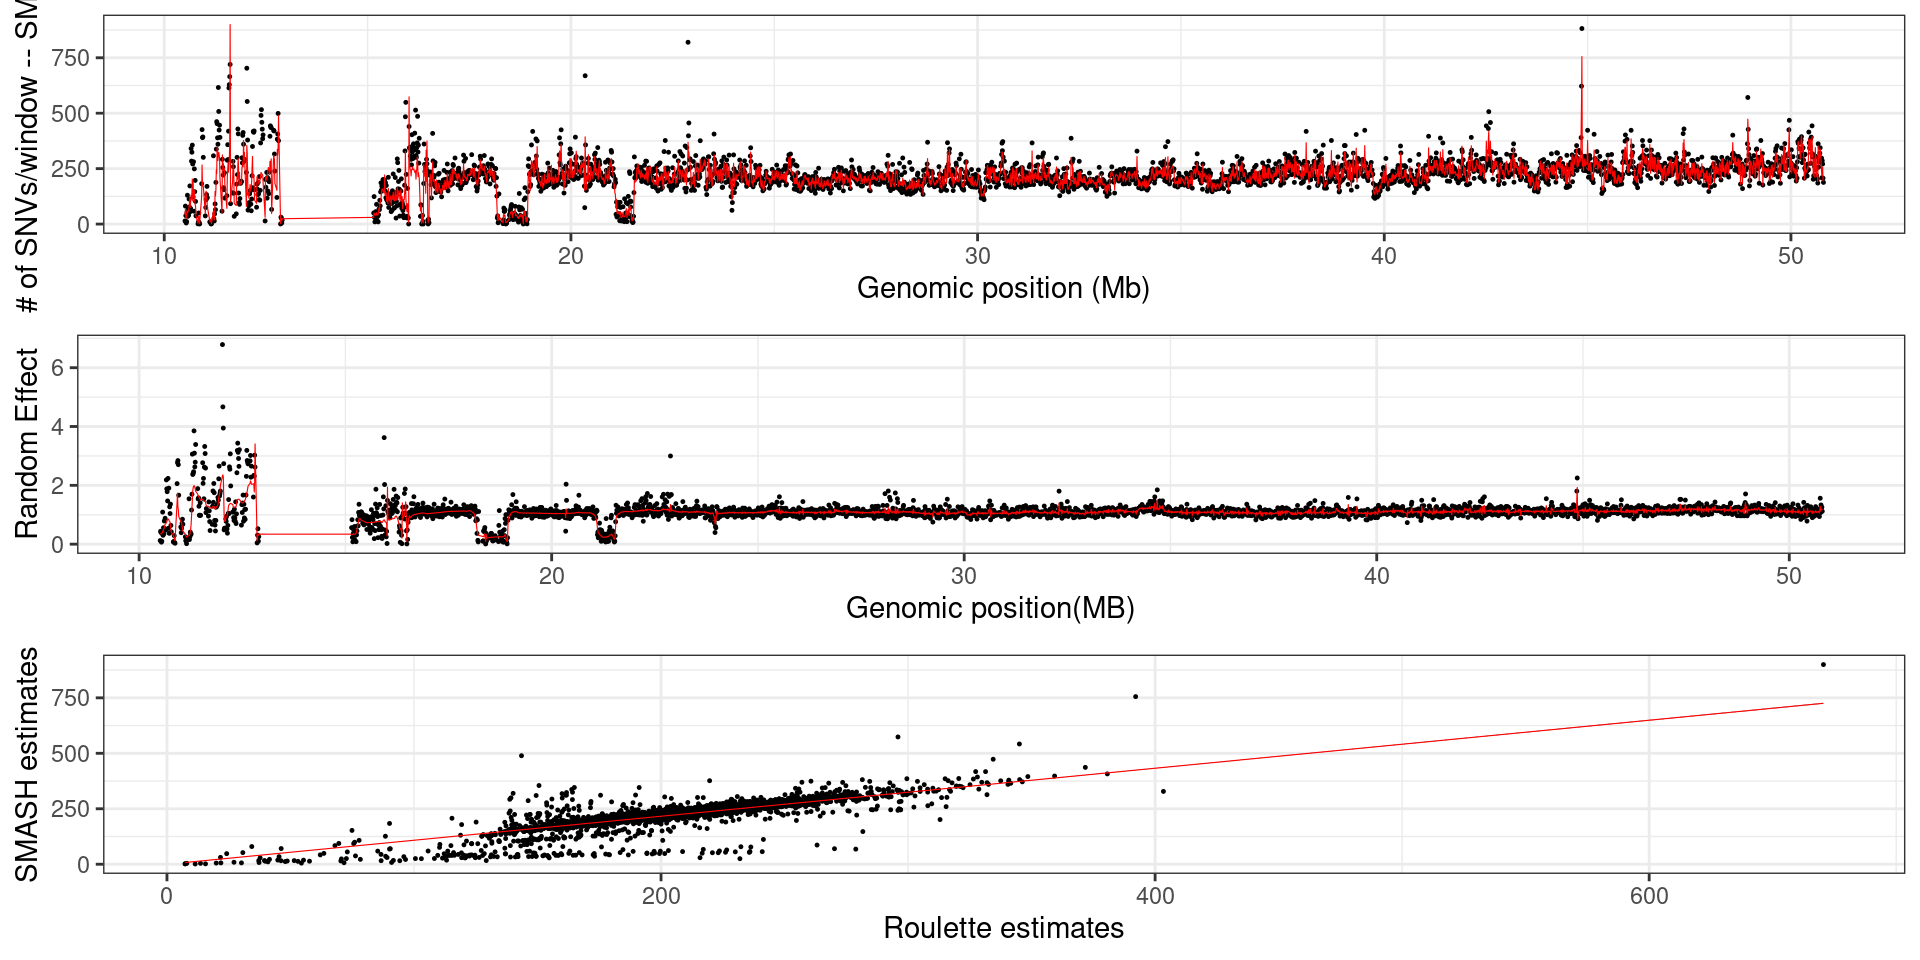 # of SNVs/window -- SM
750
500
250
0
10 20 30 40 50
Genomic position (Mb)
Random Effect
6
4
2
0
10 20 30 40 50
Genomic position(MB)
SMASH estimates
750
500
250
0
0 200 400 600
Roulette estimates